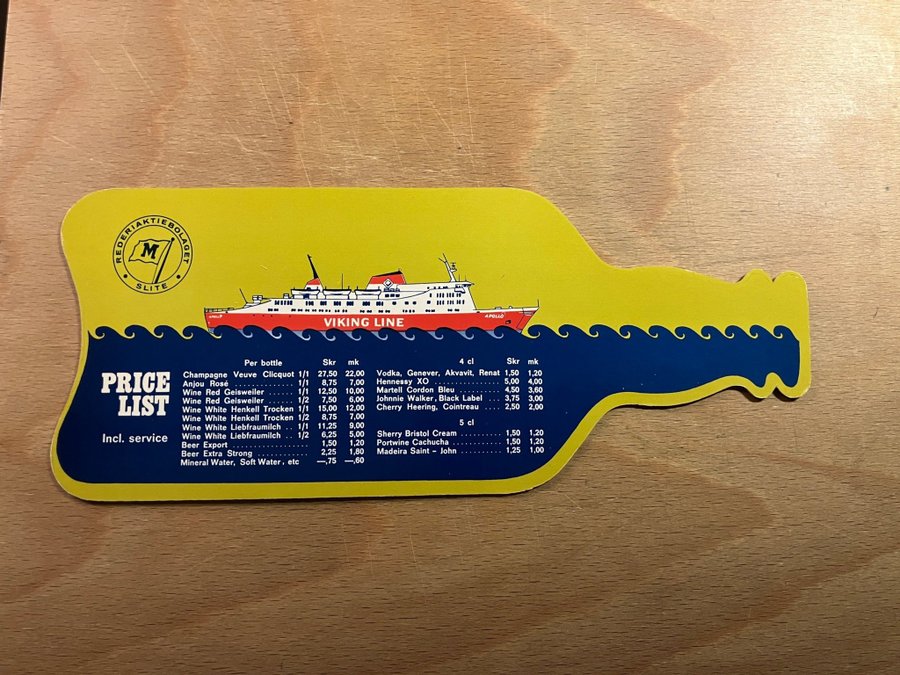 REDERIAKTIEBOLAGET
M
SLITE
APOLLO
VIKING LINE
APOLLO
PRICE
LIST
Incl. service
Per bottle Skr mk
Champagne Veuve Clicquot 1/1 27,50 22,00
Anjou Rosé .............. 1/1 8,75 7,00
Wine Red Geisweiler ...... 1/1 12,50 10,00
Wine Red Geisweiler ...... 1/2 7,50 6,00
Wine White Henkell Trocken 1/1 15,00 12,00
Wine White Henkell Trocken 1/2 8,75 7,00
Wine White Liebfraumilch .. 1/1 11,25 9,00
Wine White Liebfraumilch .. 1/2 6,25 5,00
Beer Export .................. 1,50 1,20
Beer Extra Strong ............ 2,25 1,80
Mineral Water, Soft Water, etc —,75 —,60
4 cl Skr mk
Vodka, Genever, Akvavit, Renat 1,50 1,20
Hennessy XO ................ 5,00 4,00
Martell Cordon Bleu .......... 4,50 3,60
Johnnie Walker, Black Label ... 3,75 3,00
Cherry Heering, Cointreau .... 2,50 2,00
5 cl
Sherry Bristol Cream .......... 1,50 1,20
Portwine Cachucha .......... 1,50 1,20
Madeira Saint - John .......... 1,25 1,00